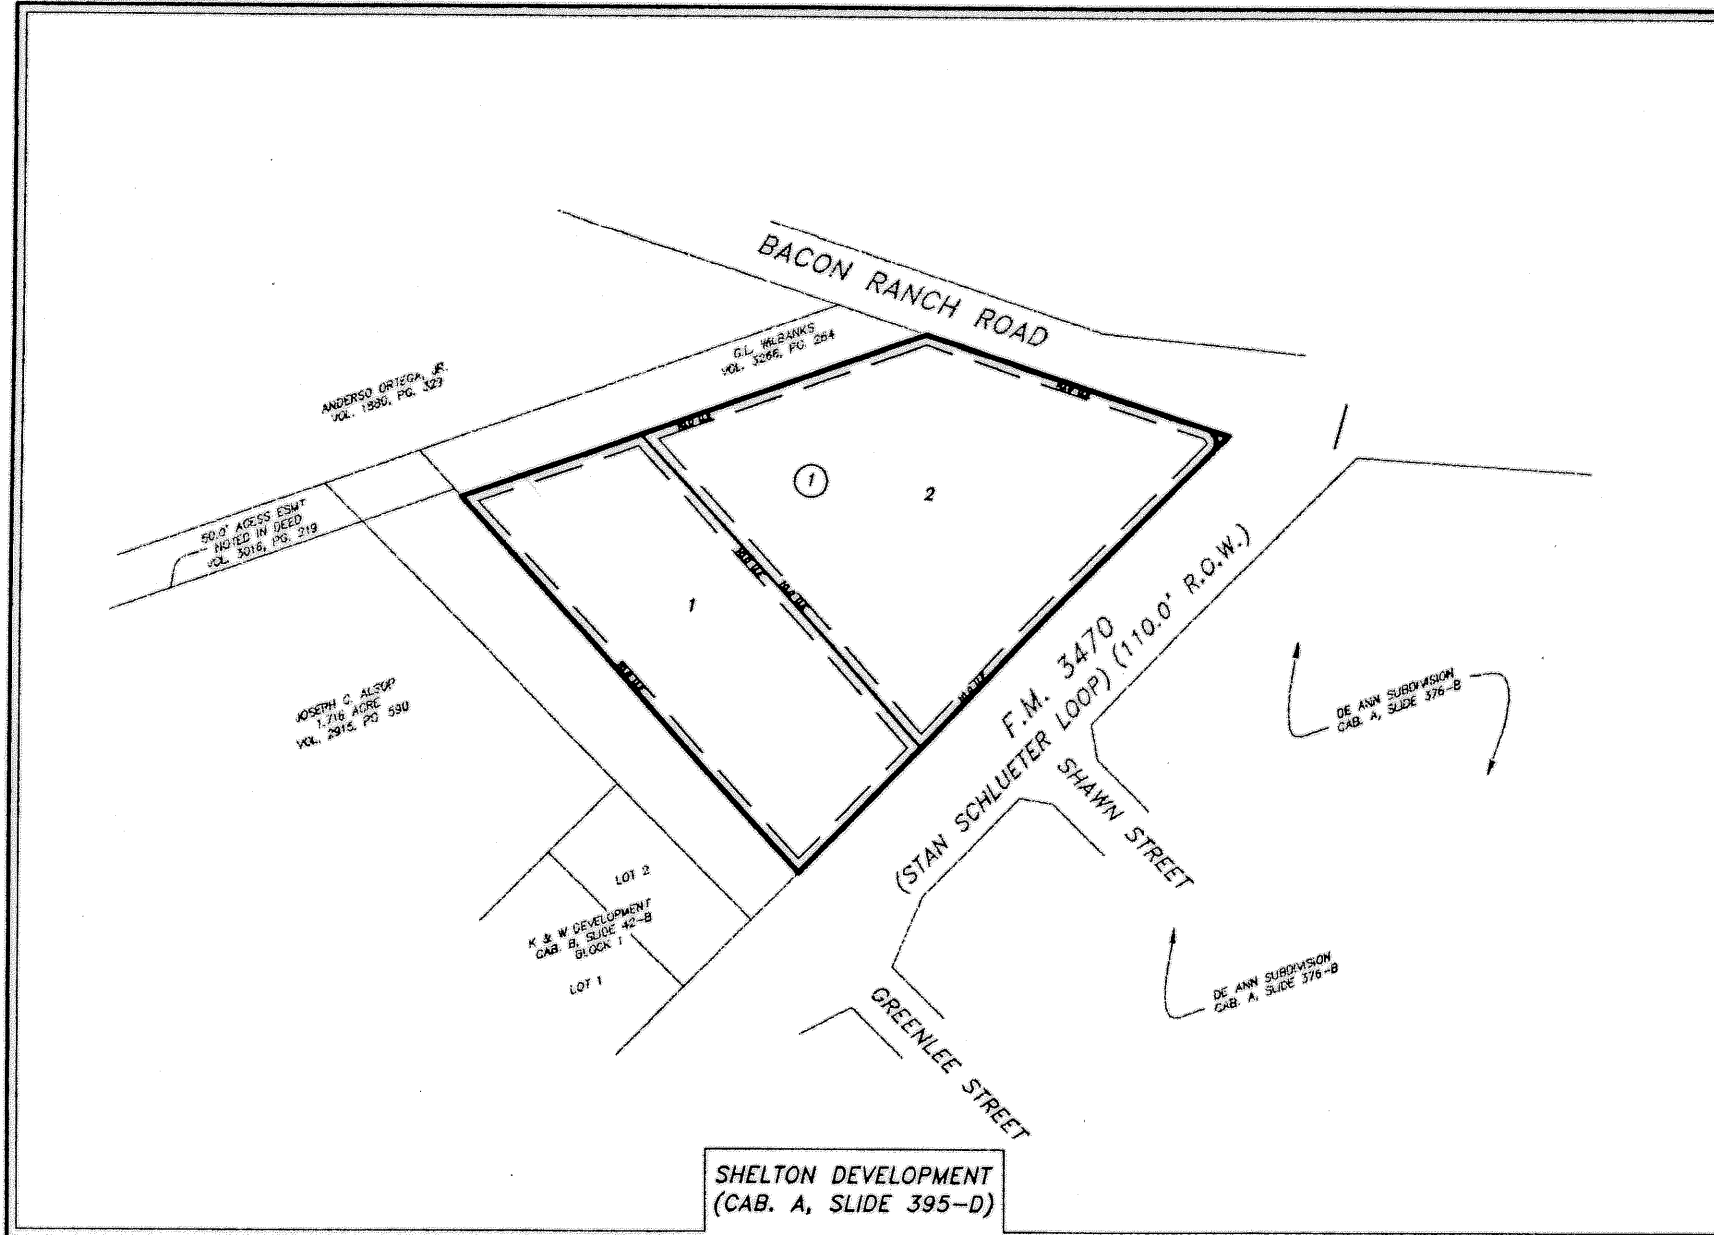 BACON RANCH ROAD
G.L. WILBANKS
VOL. 3266, PG. 264
ANDERSO ORTEGA, JR.
VOL. 1880, PG. 329
50.0' ACESS ESMT
NOTED IN DEED
VOL. 3016, PG. 219
1
2
1
F.M. 3470
(STAN SCHLUETER LOOP) (110.0' R.O.W.)
JOSEPH C. ALSUP
1.716 ACRE
VOL. 2915, PG 590
DE ANN SUBDIVISION
CAB. A, SLIDE 376-B
SHAWN STREET
LOT 2
K & W DEVELOPMENT
CAB. B, SLIDE 42-B
BLOCK 1
LOT 1
DE ANN SUBDIVISION
CAB. A, SLIDE 376-B
GREENLEE STREET
SHELTON DEVELOPMENT
(CAB. A, SLIDE 395-D)